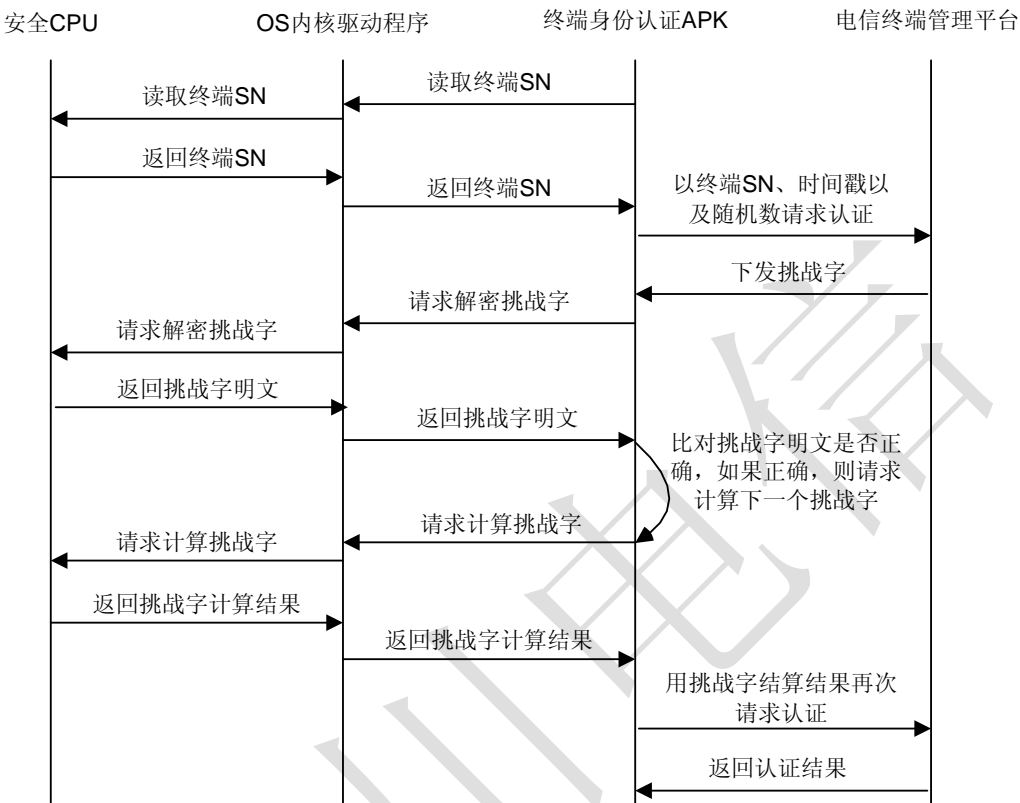 安全CPU
OS内核驱动程序
终端身份认证APK
电信终端管理平台
读取终端SN
读取终端SN
返回终端SN
返回终端SN
以终端SN、时间戳以
及随机数请求认证
下发挑战字
请求解密挑战字
请求解密挑战字
返回挑战字明文
返回挑战字明文
比对挑战字明文是否正
确，如果正确，则请求
计算下一个挑战字
请求计算挑战字
请求计算挑战字
返回挑战字计算结果
返回挑战字计算结果
用挑战字结算结果再次
请求认证
返回认证结果
川电信